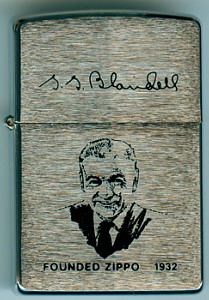 G. G. Blaisdell
FOUNDED ZIPPO 1932